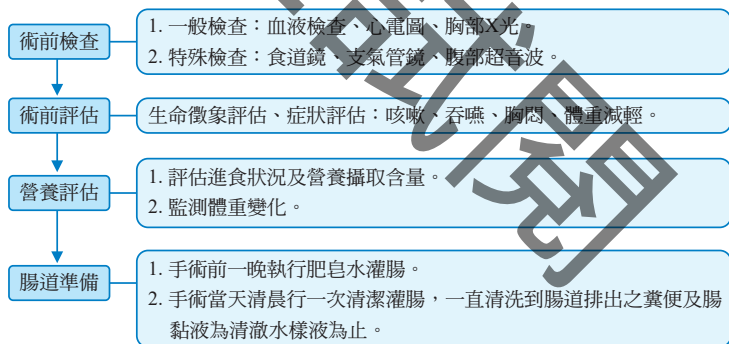 術前檢查
1. 一般檢查：血液檢查、心電圖、胸部X光。
2. 特殊檢查：食道鏡、支氣管鏡、腹部超音波。
術前評估
生命徵象評估、症狀評估：咳嗽、吞嚥、胸悶、體重減輕。
營養評估
1. 評估進食狀況及營養攝取含量。
2. 監測體重變化。
腸道準備
1. 手術前一晚執行肥皂水灌腸。
2. 手術當天清晨行一次清潔灌腸，一直清洗到腸道排出之糞便及腸
黏液為清澈水樣液為止。
試閱